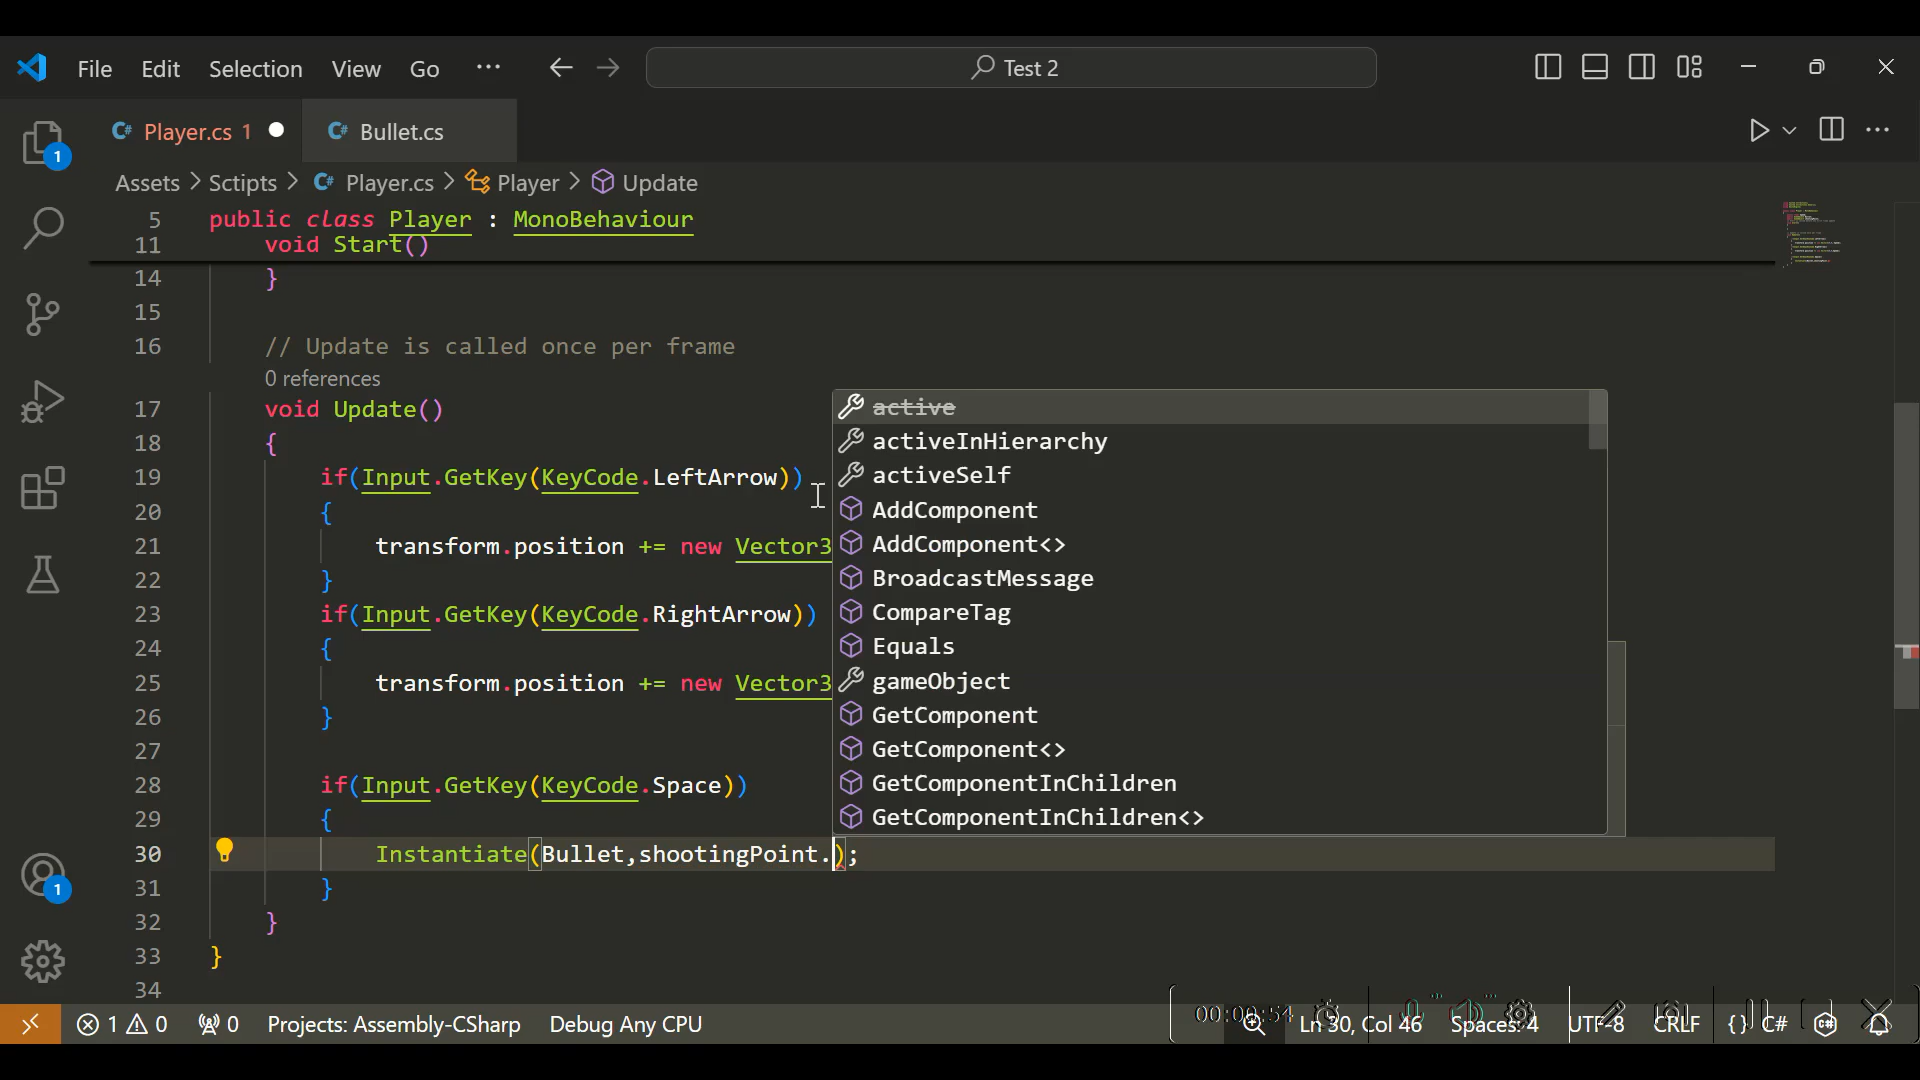 File Edit Selection View Go ··· Test 2
Player.cs 1 Bullet.cs
1
Assets > Sctipts > Player.cs > Player > Update
5 public class Player : MonoBehaviour
11 void Start()
14 }
15
16 // Update is called once per frame
0 references
17 void Update()
18 {
19 if(Input.GetKey(KeyCode.LeftArrow))
20 {
21 transform.position += new Vector3
22 }
23 if(Input.GetKey(KeyCode.RightArrow))
24 {
25 transform.position += new Vector3
26 }
27
28 if(Input.GetKey(KeyCode.Space))
29 {
30 Instantiate(Bullet,shootingPoint.);
31 }
32 }
33 }
34
active
activeInHierarchy
activeSelf
AddComponent
AddComponent<>
BroadcastMessage
CompareTag
Equals
gameObject
GetComponent
GetComponent<>
GetComponentInChildren
GetComponentInChildren<>
1
1 0 0 Projects: Assembly-CSharp Debug Any CPU
00:00:54
Ln 30, Col 46 Spaces: 4 UTF-8 CRLF {} C#